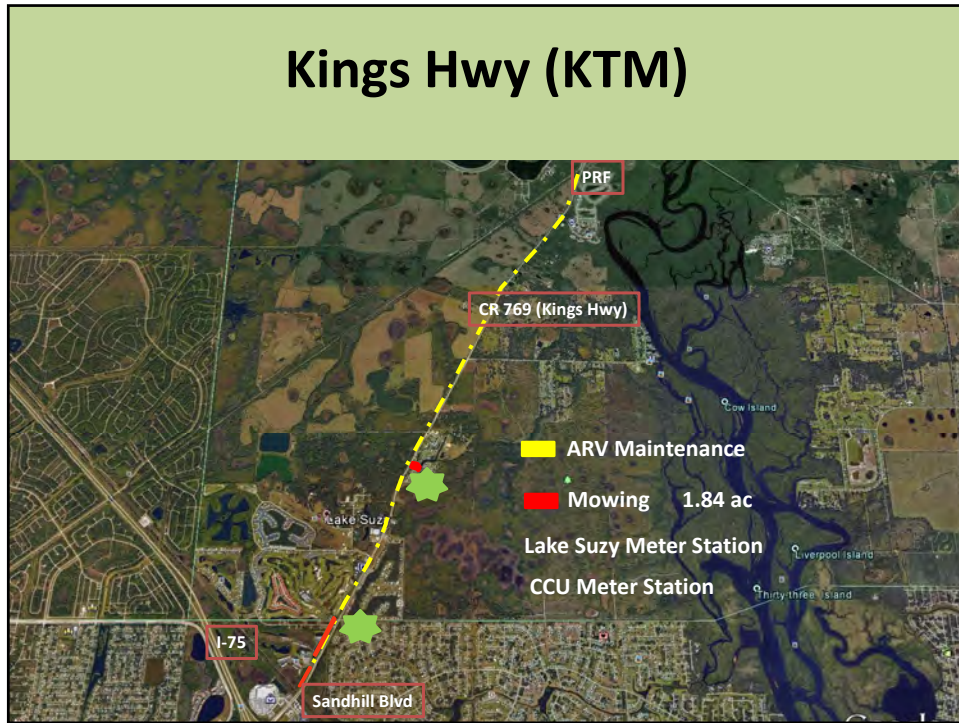 Kings Hwy (KTM)
PRF
CR 769 (Kings Hwy)
Cow Island
ARV Maintenance
Mowing 1.84 ac
Lake Suzy
Lake Suzy Meter Station
Liverpool Island
CCU Meter Station
Thirty-three Island
I-75
Sandhill Blvd